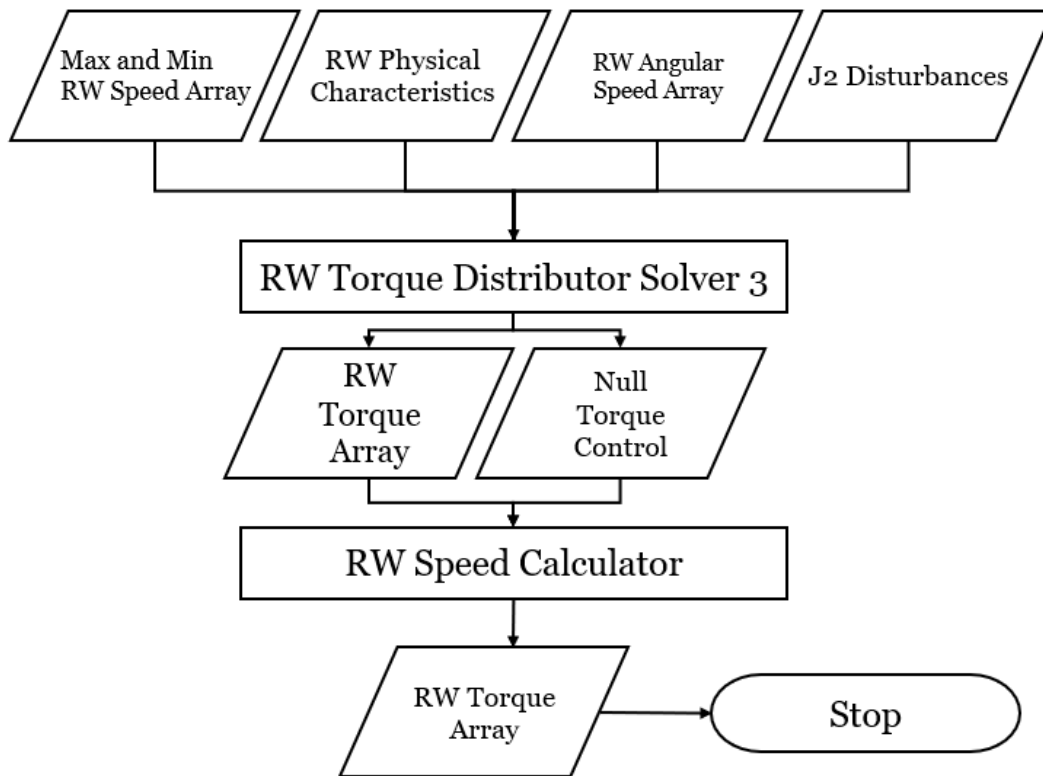 Max and Min
RW Speed Array
RW Physical
Characteristics
RW Angular
Speed Array
J2 Disturbances
RW Torque Distributor Solver 3
RW
Torque
Array
Null
Torque
Control
RW Speed Calculator
RW Torque
Array
Stop